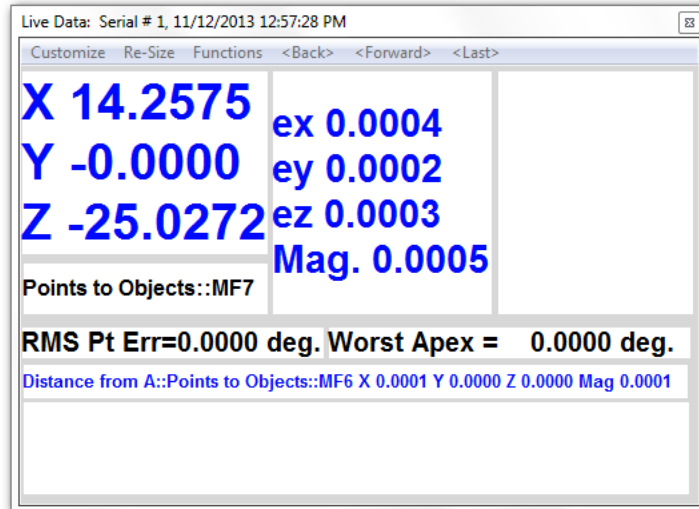 Live Data: Serial # 1, 11/12/2013 12:57:28 PM
Customize Re-Size Functions <Back> <Forward> <Last>
X 14.2575
Y -0.0000
Z -25.0272
Points to Objects::MF7
ex 0.0004
ey 0.0002
ez 0.0003
Mag. 0.0005
RMS Pt Err=0.0000 deg. Worst Apex = 0.0000 deg.
Distance from A::Points to Objects::MF6 X 0.0001 Y 0.0000 Z 0.0000 Mag 0.0001